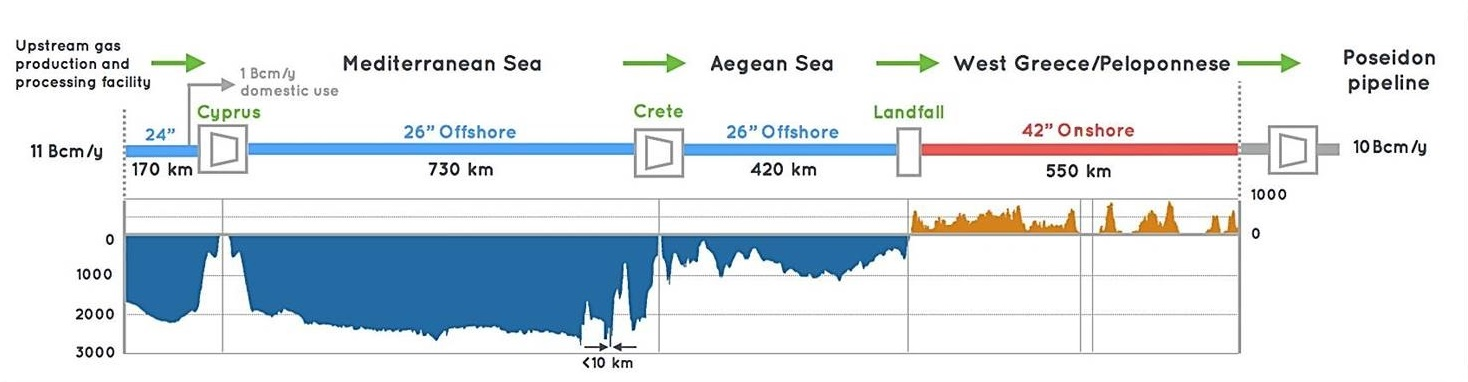 Upstream gas
production and
processing facility
1 Bcm/y
domestic use
Mediterranean Sea
Aegean Sea
West Greece/Peloponnese
Poseidon
pipeline
Cyprus
Crete
Landfall
24”
26” Offshore
26” Offshore
42” Onshore
11 Bcm/y
10 Bcm/y
170 km
730 km
420 km
550 km
1000
0
0
1000
2000
3000
<10 km